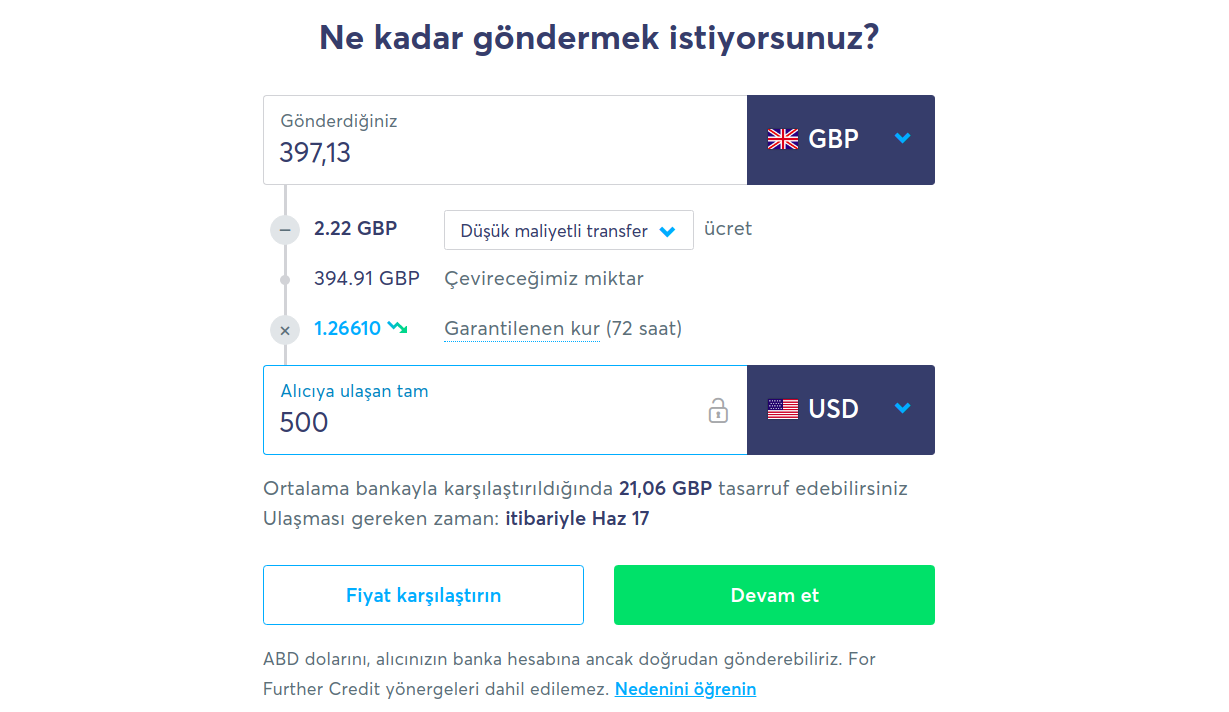 Ne kadar göndermek istiyorsunuz?
Gönderdiğiniz
397,13
GBP
2.22 GBP Düşük maliyetli transfer ücret
394.91 GBP Çevireceğimiz miktar
1.26610 Garantilenen kur (72 saat)
Alıcıya ulaşan tam
500
USD
Ortalama bankayla karşılaştırıldığında 21,06 GBP tasarruf edebilirsiniz
Ulaşması gereken zaman: itibariyle Haz 17
Fiyat karşılaştırın
Devam et
ABD dolarını, alıcınızın banka hesabına ancak doğrudan gönderebiliriz. For
Further Credit yönergeleri dahil edilemez. Nedenini öğrenin